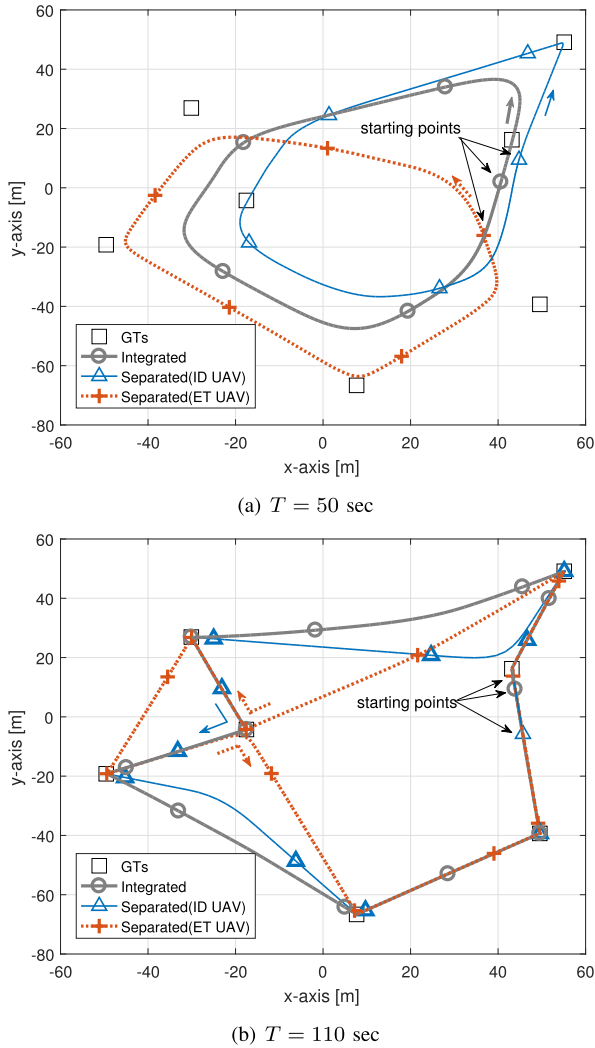 60
40
20
0
-20
-40
-60
-80
y-axis [m]
starting points
GTs
Integrated
Separated(ID UAV)
Separated(ET UAV)
-60 -40 -20 0 20 40 60
x-axis [m]
(a) T = 50 sec
60
40
20
0
-20
-40
-60
-80
y-axis [m]
starting points
GTs
Integrated
Separated(ID UAV)
Separated(ET UAV)
-60 -40 -20 0 20 40 60
x-axis [m]
(b) T = 110 sec